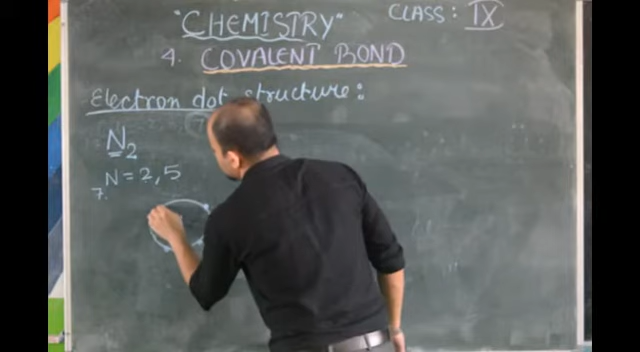 "CHEMISTRY"
CLASS: IX
4. COVALENT BOND
Electron dot structure:
N2
7N = 2, 5